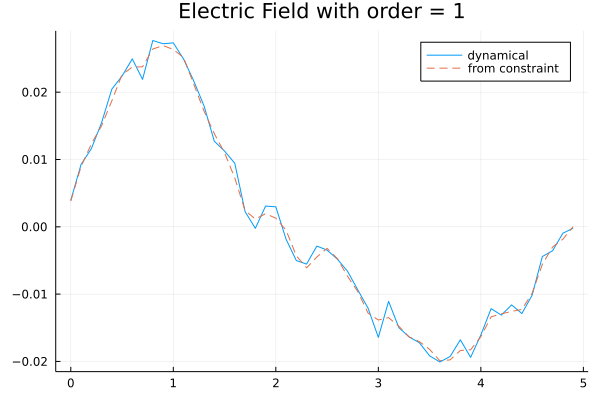 Electric Field with order = 1
dynamical
from constraint
0.02
0.01
0.00
−0.01
−0.02
0 1 2 3 4 5